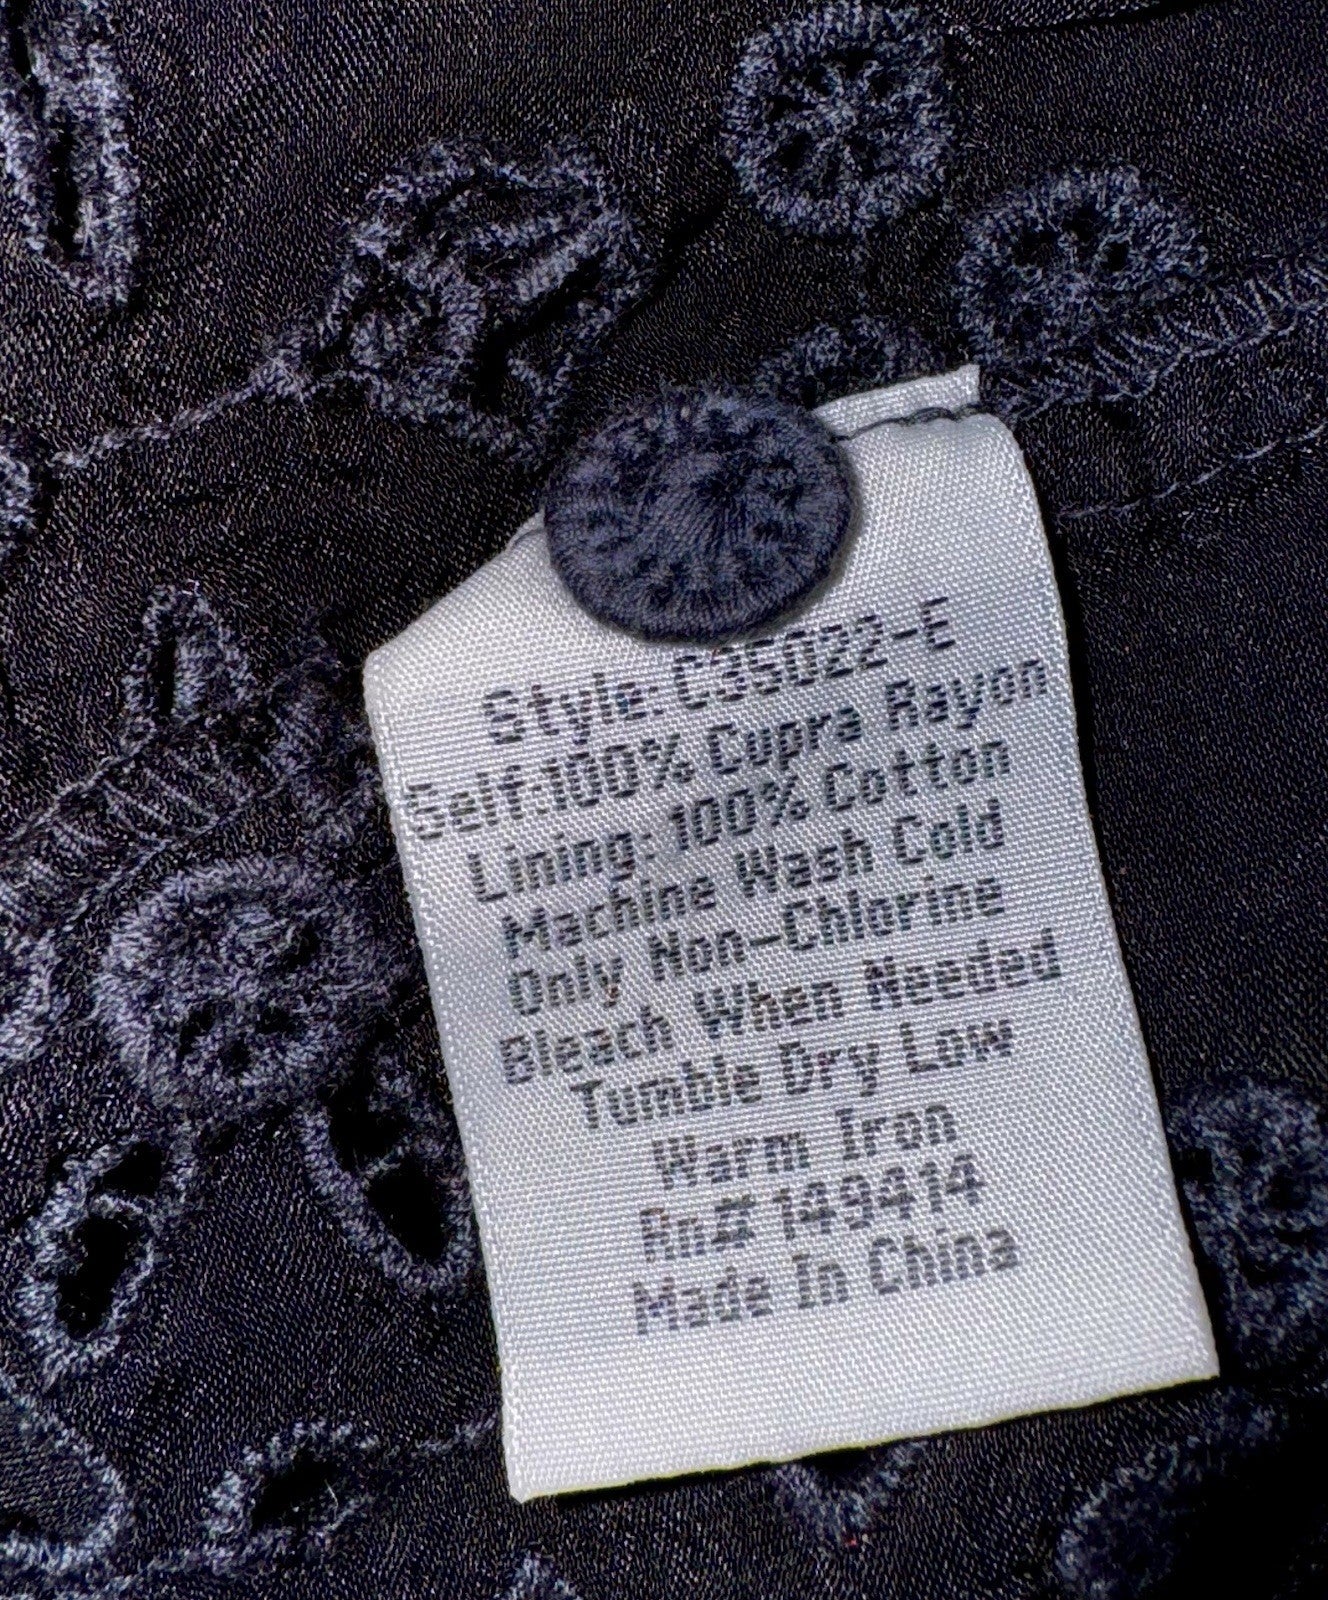 Style: C35022-E
Self:100% Cupra Rayon
Lining: 100% Cotton
Machine Wash Cold
Only Non-Chlorine
Bleach When Needed
Tumble Dry Low
Warm Iron
Rn# 149414
Made In China